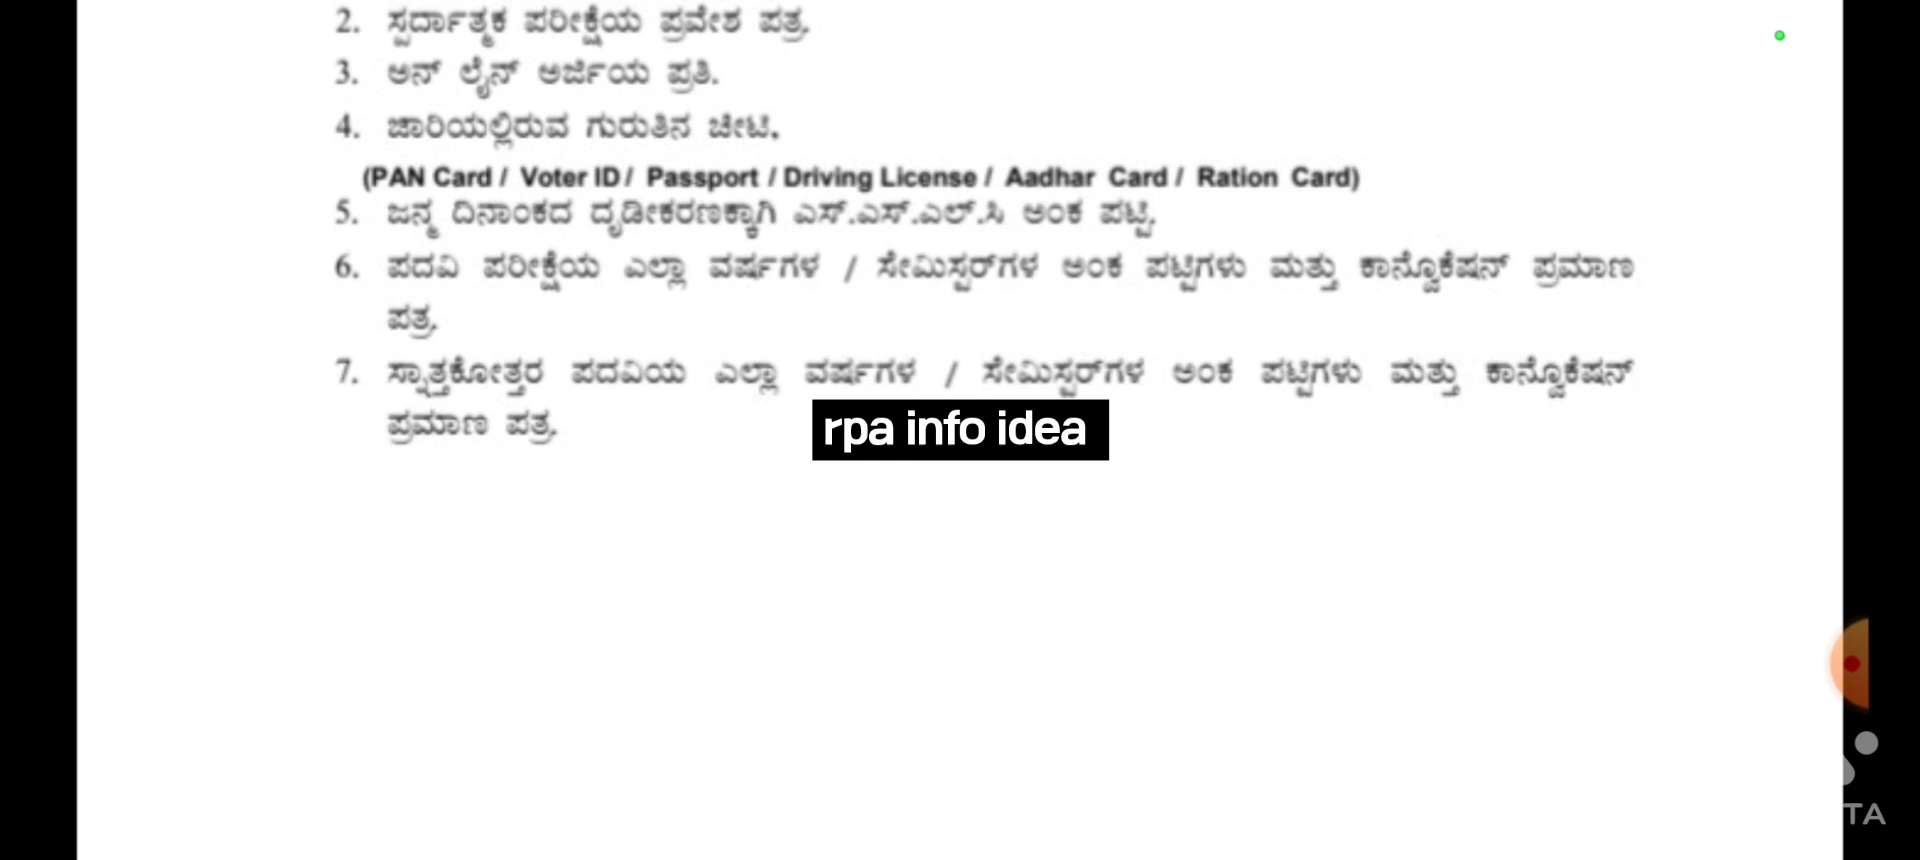 2. ಸ್ಪರ್ದಾತ್ಮಕ ಪರೀಕ್ಷೆಯ ಪ್ರವೇಶ ಪತ್ರ.
3. ಅನ್ ಲೈನ್ ಅರ್ಜಿಯ ಪ್ರತಿ.
4. ಜಾರಿಯಲ್ಲಿರುವ ಗುರುತಿನ ಚೀಟಿ.
(PAN Card / Voter ID / Passport / Driving License / Aadhar Card / Ration Card)
5. ಜನ್ಮ ದಿನಾಂಕದ ದೃಡೀಕರಣಕ್ಕಾಗಿ ಎಸ್.ಎಸ್.ಎಲ್.ಸಿ ಅಂಕ ಪಟ್ಟಿ.
6. ಪದವಿ ಪರೀಕ್ಷೆಯ ಎಲ್ಲಾ ವರ್ಷಗಳ / ಸೇಮಿಸ್ಟರ್‌ಗಳ ಅಂಕ ಪಟ್ಟಿಗಳು ಮತ್ತು ಕಾನ್ವೊಕೆಷನ್ ಪ್ರಮಾಣ
ಪತ್ರ.
7. ಸ್ನಾತ್ತಕೋತ್ತರ ಪದವಿಯ ಎಲ್ಲಾ ವರ್ಷಗಳ / ಸೇಮಿಸ್ಟರ್‌ಗಳ ಅಂಕ ಪಟ್ಟಿಗಳು ಮತ್ತು ಕಾನ್ವೊಕೆಷನ್
ಪ್ರಮಾಣ ಪತ್ರ.
rpa info idea
TA